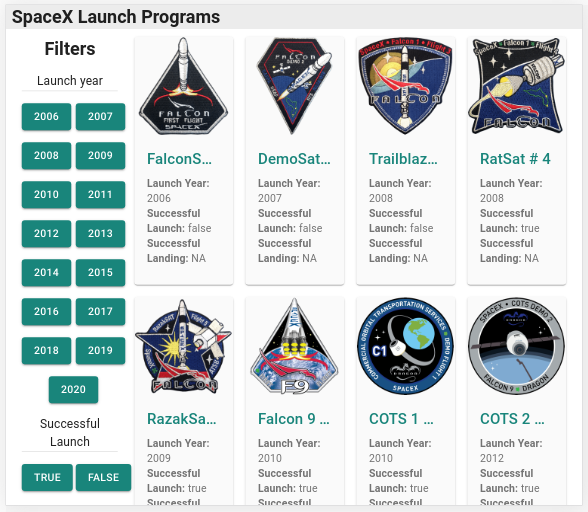 SpaceX Launch Programs
Filters
Launch year
2006 2007
2008 2009
2010 2011
2012 2013
2014 2015
2016 2017
2018 2019
2020
Successful
Launch
TRUE FALSE
FALCON
FIRST FLIGHT
SPACEX
FalconS...
Launch Year:
2006
Successful
Launch: false
Successful
Landing: NA
FALCON
DEMO 2
DemoSat...
Launch Year:
2007
Successful
Launch: false
Successful
Landing: NA
SpaceX • Falcon 1 • Flight
FALCON
Trailblaz...
Launch Year:
2008
Successful
Launch: false
Successful
Landing: NA
SpaceX • Falcon 1 • Flight
FALCON
RatSat # 4
Launch Year:
2008
Successful
Launch: true
Successful
Landing: NA
RazakSAT Flight 5
SpaceX
FALCON
RazakSa...
Launch Year:
2009
Successful
Launch: true
Successful
F9
Falcon 9 ...
Launch Year:
2010
Successful
Launch: true
Successful
COMMERCIAL ORBITAL TRANSPORTATION SERVICES
DEMO FLIGHT 1
C1
DRAGON
SPACEX
COTS 1 ...
Launch Year:
2010
Successful
Launch: true
Successful
SPACEX • COTS DEMO 2
FALCON 9 • DRAGON
COTS 2 ...
Launch Year:
2012
Successful
Launch: true
Successful